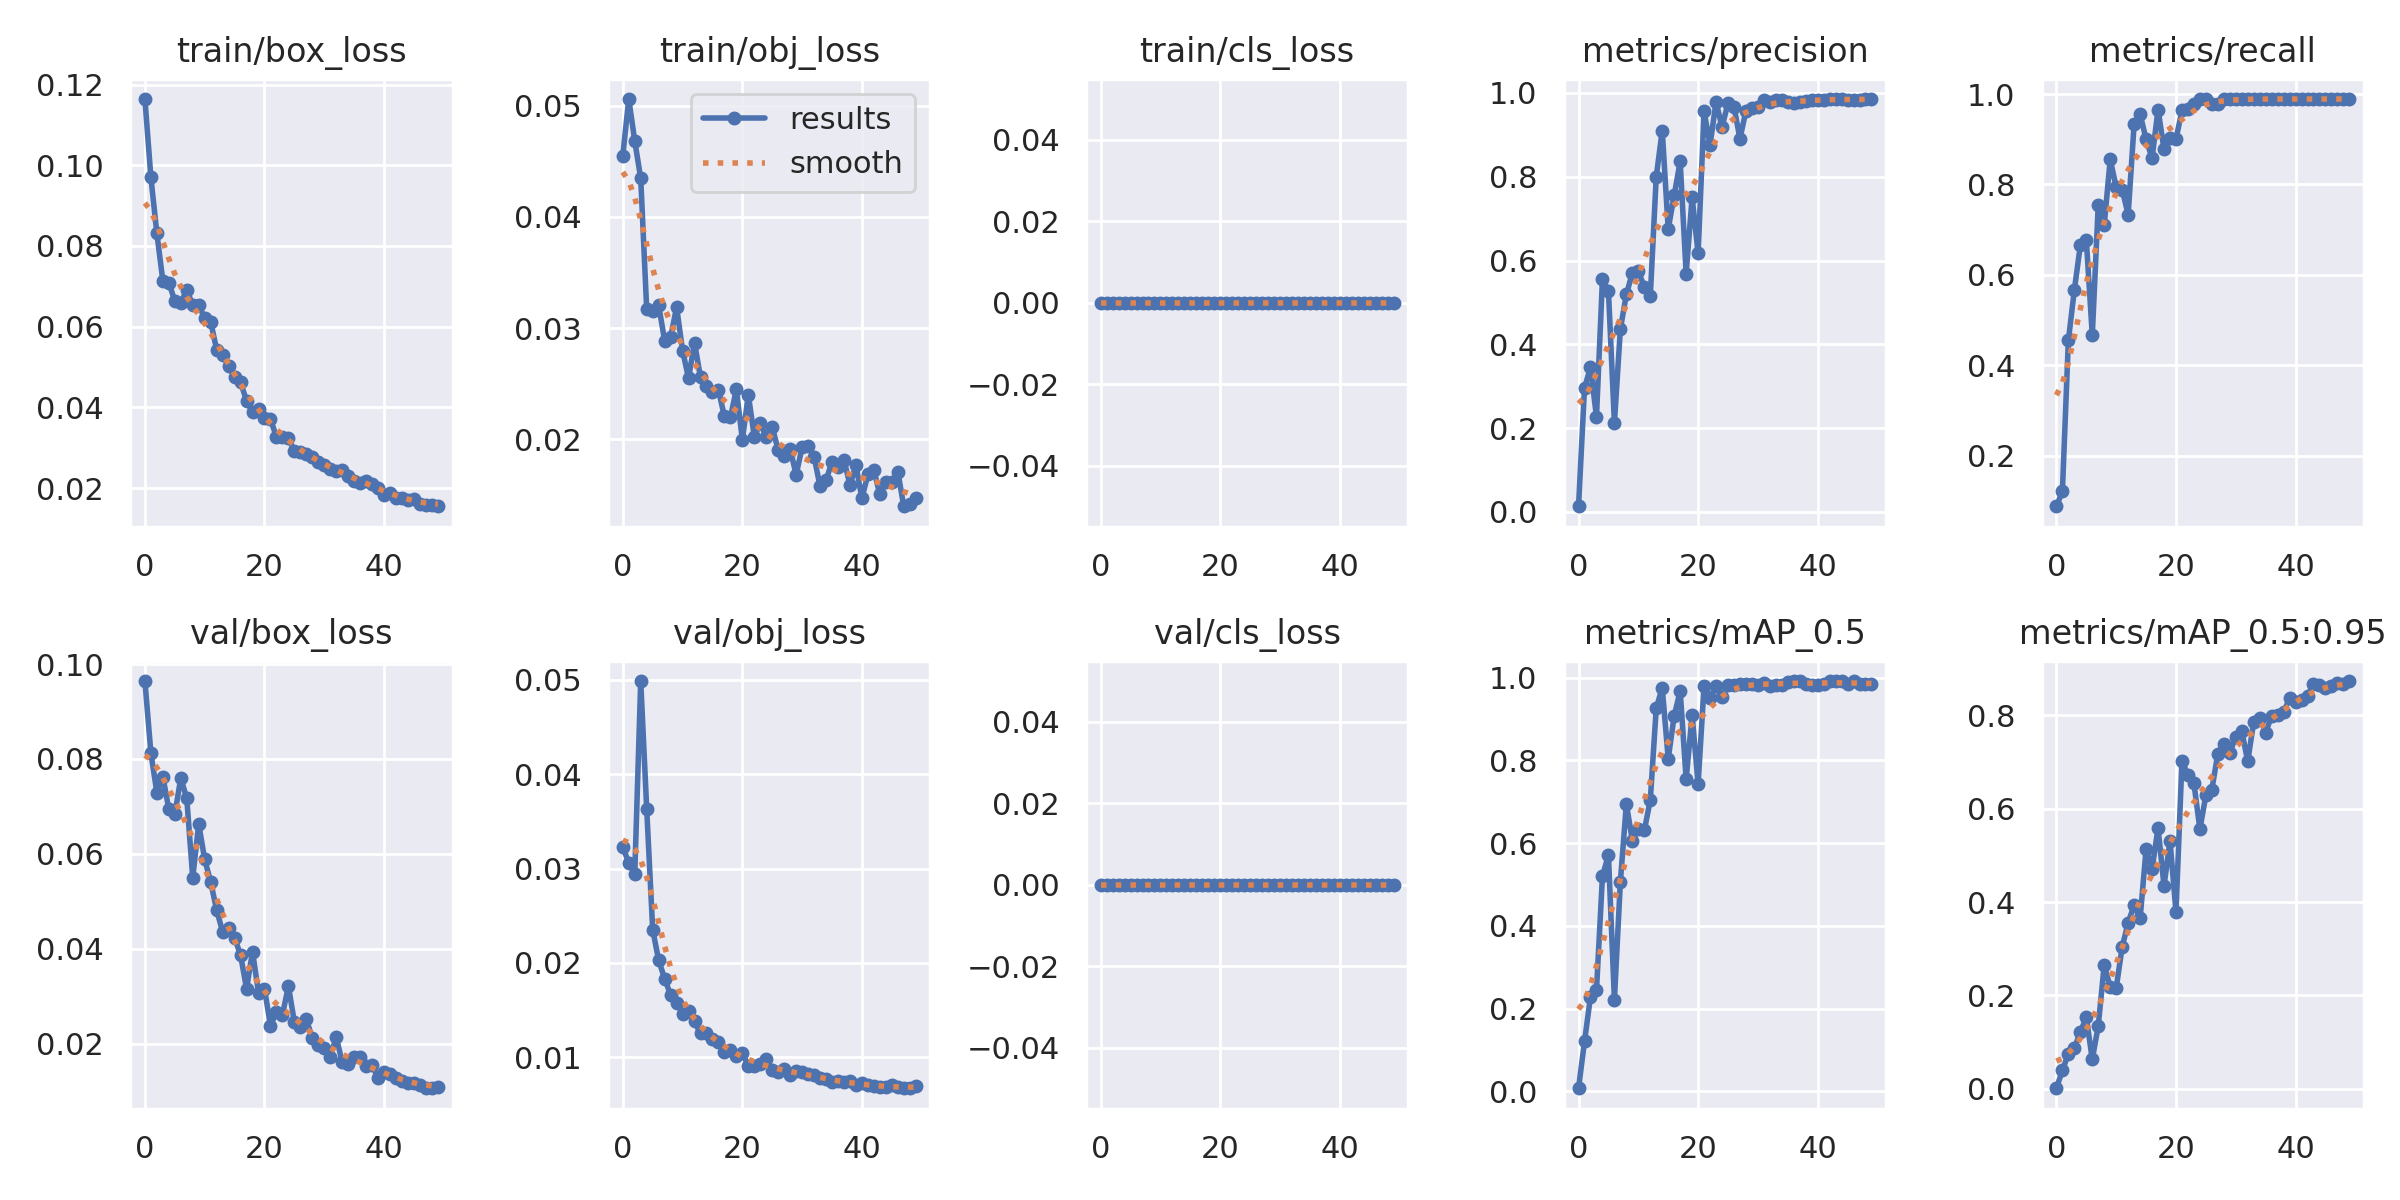 train/box_loss
0.12
0.10
0.08
0.06
0.04
0.02
0 20 40
train/obj_loss
results
smooth
0.05
0.04
0.03
0.02
0 20 40
train/cls_loss
0.04
0.02
0.00
−0.02
−0.04
0 20 40
metrics/precision
1.0
0.8
0.6
0.4
0.2
0.0
0 20 40
metrics/recall
1.0
0.8
0.6
0.4
0.2
0 20 40
val/box_loss
0.10
0.08
0.06
0.04
0.02
0 20 40
val/obj_loss
0.05
0.04
0.03
0.02
0.01
0 20 40
val/cls_loss
0.04
0.02
0.00
−0.02
−0.04
0 20 40
metrics/mAP_0.5
1.0
0.8
0.6
0.4
0.2
0.0
0 20 40
metrics/mAP_0.5:0.95
0.8
0.6
0.4
0.2
0.0
0 20 40